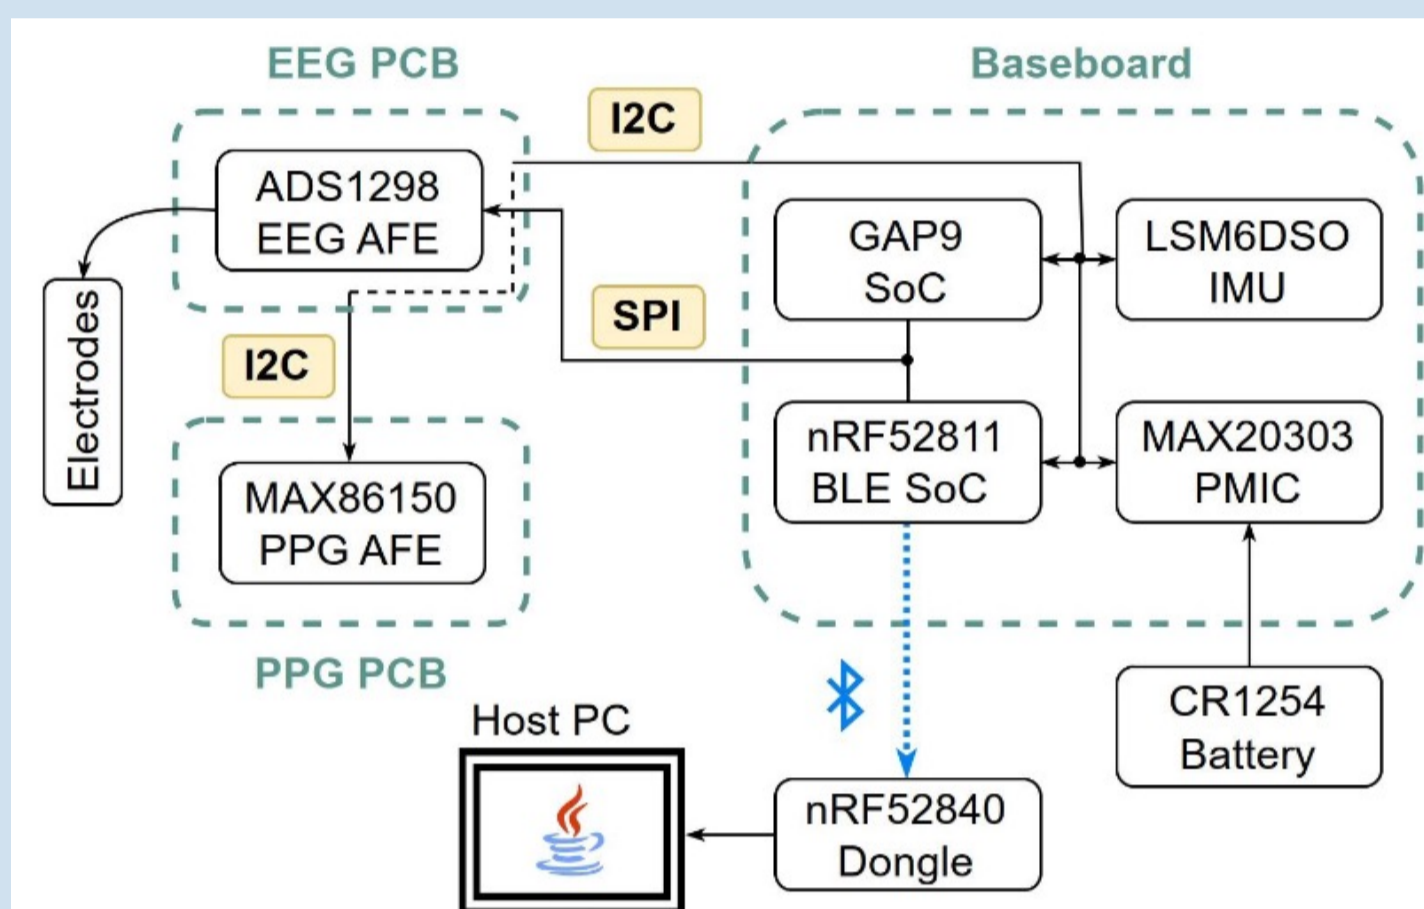 EEG PCB
Baseboard
I2C
ADS1298
EEG AFE
GAP9
SoC
LSM6DSO
IMU
Electrodes
SPI
I2C
nRF52811
BLE SoC
MAX20303
PMIC
MAX86150
PPG AFE
PPG PCB
Host PC
CR1254
Battery
nRF52840
Dongle